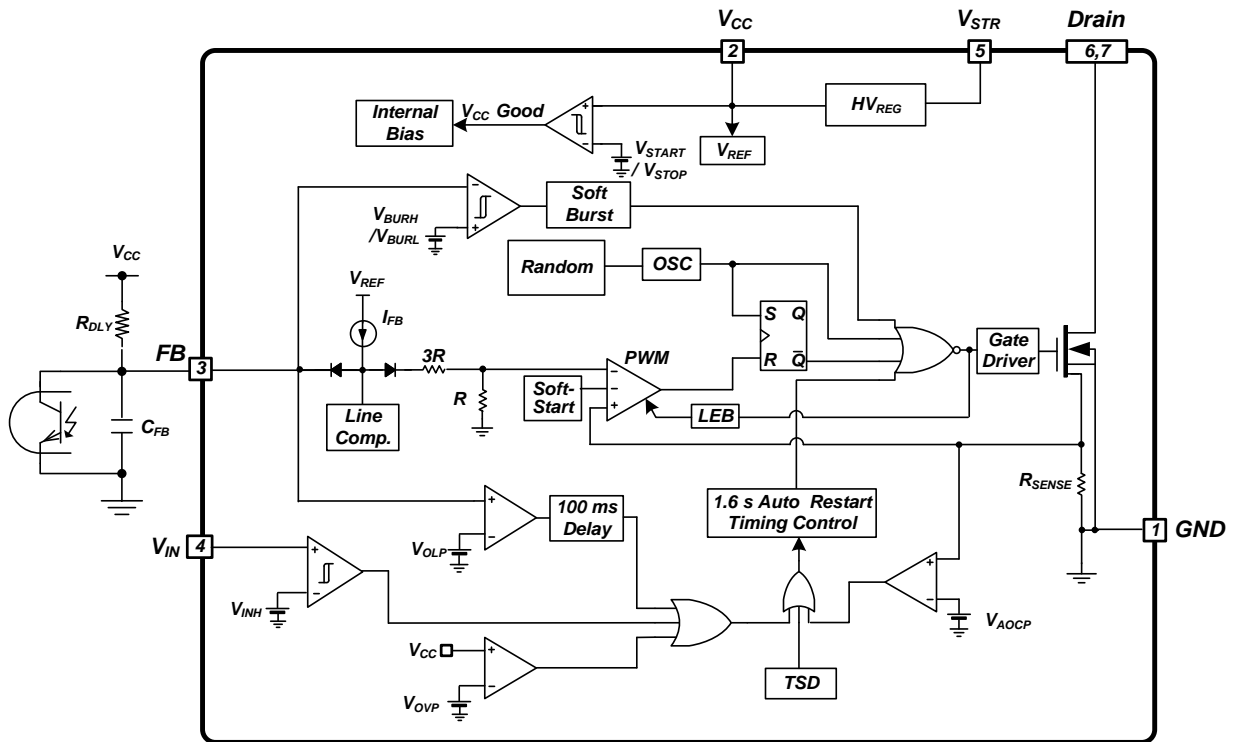 VCC
VSTR
Drain
2
5
6,7
Internal
Bias
VCC Good
+
-
HVREG
VREF
VSTART
/ VSTOP
-
+
Soft
Burst
VBURH
/VBURL
Random
OSC
VCC
RDLY
VREF
IFB
S Q
R Q
Gate
Driver
FB
3
3R
PWM
R
Soft-
Start
-
-
+
Line
Comp.
LEB
CFB
RSENSE
1.6 s Auto Restart
Timing Control
+
-
100 ms
Delay
VOLP
1
GND
VIN
4
+
-
VINH
+
-
VAOCP
VCC
+
-
VOVP
TSD